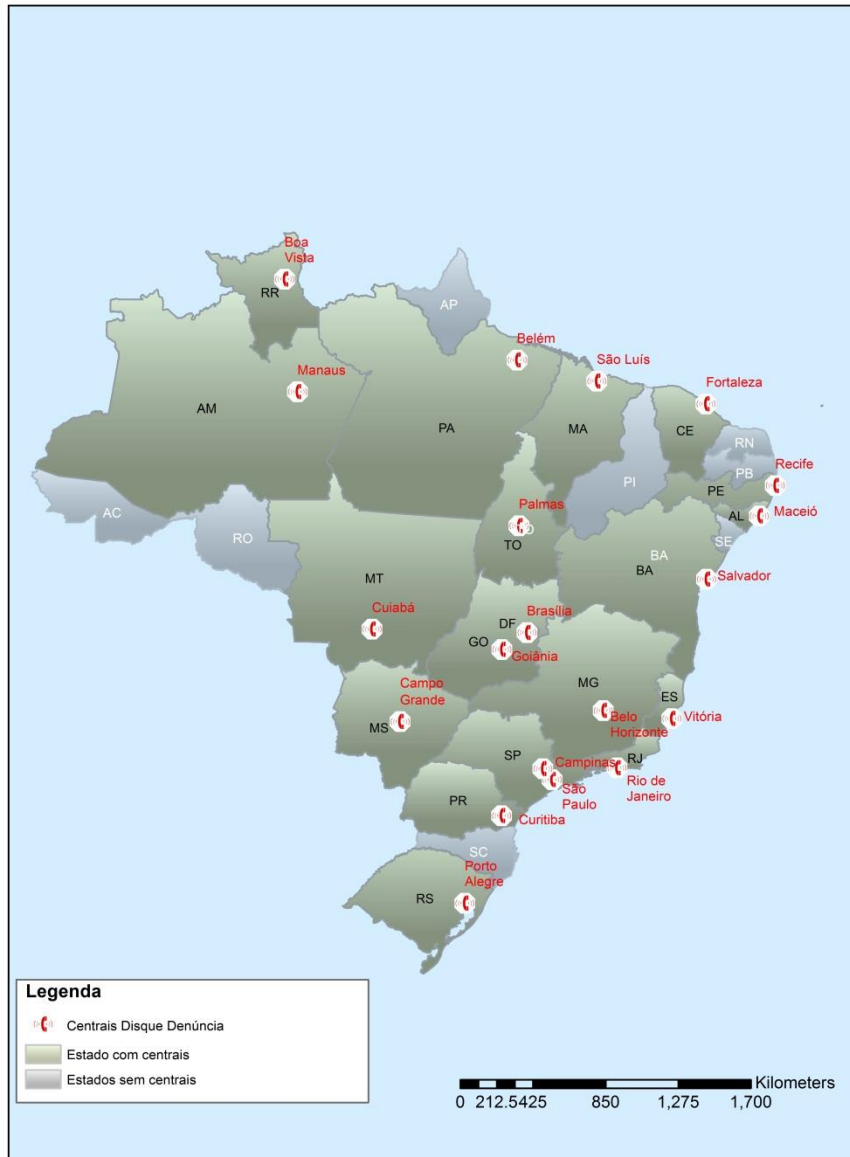 Boa
Vista
RR
AP
Belém
Manaus
São Luís
Fortaleza
AM
PA
MA
CE
RN
PB
Recife
PI
PE
Palmas
AL
Maceió
AC
RO
TO
SE
BA
BA
Salvador
MT
Cuiabá
DF
Brasília
GO
Goiânia
Campo
Grande
MG
ES
MS
Belo
Horizonte
Vitória
SP
Campinas
RJ
São
Paulo
Rio de
Janeiro
PR
Curitiba
SC
Porto
Alegre
RS
Legenda
Centrais Disque Denúncia
Estado com centrais
Estados sem centrais
Kilometers
0 212.5425 850 1,275 1,700